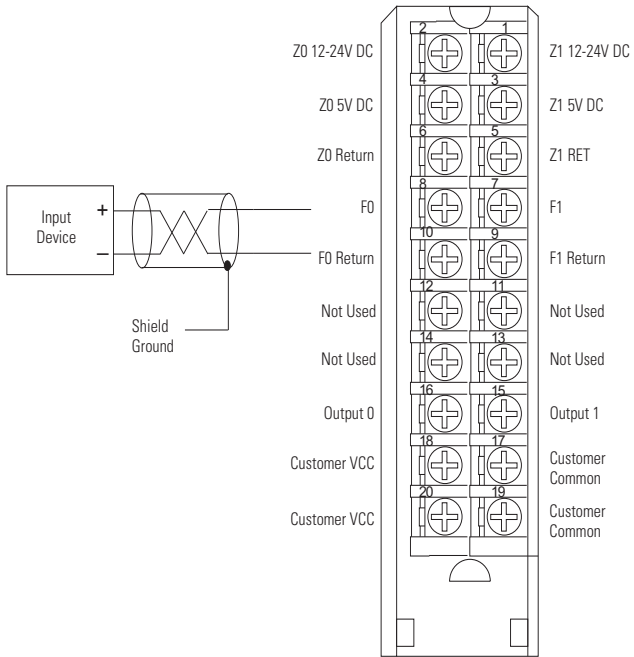 2 1
Z0 12-24V DC Z1 12-24V DC
4 3
Z0 5V DC Z1 5V DC
6 5
Z0 Return Z1 RET
8 7
F0 F1
10 9
F0 Return F1 Return
12 11
Not Used Not Used
14 13
Not Used Not Used
16 15
Output 0 Output 1
18 17
Customer VCC Customer
Common
20 19
Customer VCC Customer
Common
Input
Device
+
–
Shield
Ground